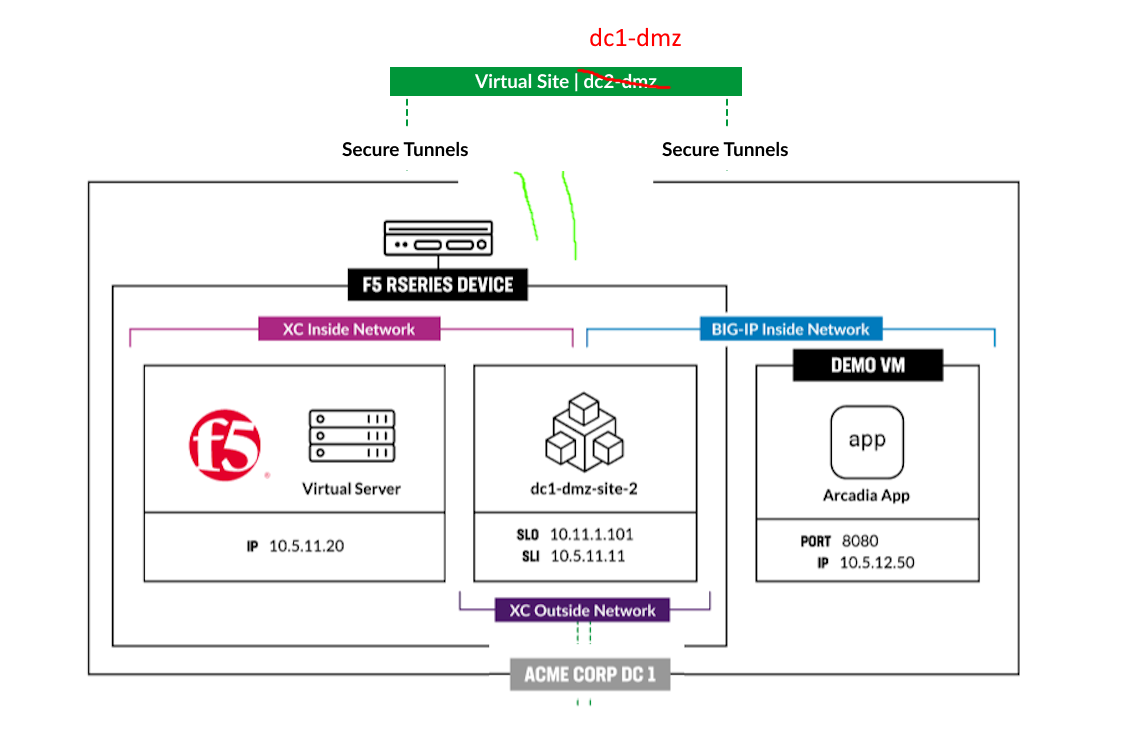 dc1-dmz
Virtual Site | dc2-dmz
Secure Tunnels
Secure Tunnels
F5 RSERIES DEVICE
XC Inside Network
BIG-IP Inside Network
DEMO VM
f5
Virtual Server
dc1-dmz-site-2
app
Arcadia App
IP 10.5.11.20
SLO 10.11.1.101
SLI 10.5.11.11
PORT 8080
IP 10.5.12.50
XC Outside Network
ACME CORP DC 1